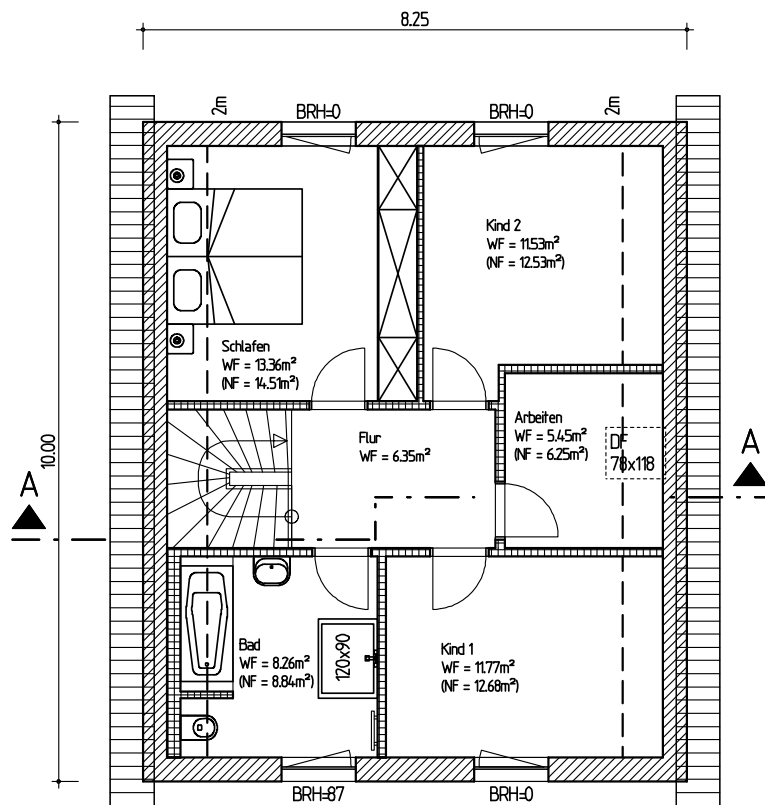 8.25
2m
BRH=0
BRH=0
2m
Kind 2
WF = 11.53m²
(NF = 12.53m²)
Schlafen
WF = 13.36m²
(NF = 14.51m²)
10.00
Flur
WF = 6.35m²
Arbeiten
WF = 5.45m²
(NF = 6.25m²)
DF
78x118
A
A
Bad
WF = 8.26m²
(NF = 8.84m²)
120x90
Kind 1
WF = 11.77m²
(NF = 12.68m²)
BRH=87
BRH=0